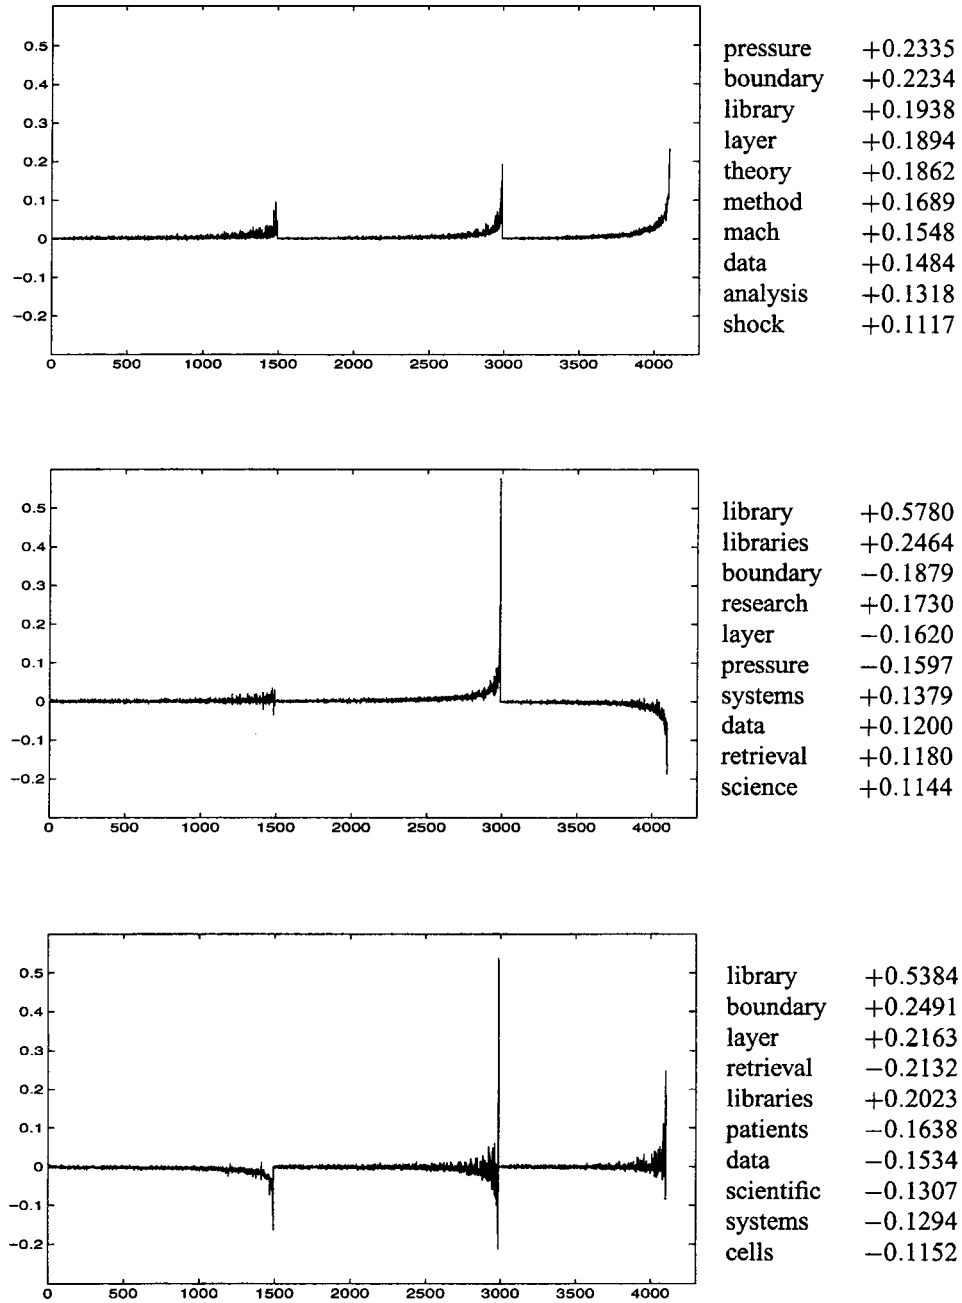 0.5
0.4
0.3
0.2
0.1
0
−0.1
−0.2
0 500 1000 1500 2000 2500 3000 3500 4000
pressure +0.2335
boundary +0.2234
library +0.1938
layer +0.1894
theory +0.1862
method +0.1689
mach +0.1548
data +0.1484
analysis +0.1318
shock +0.1117
0.5
0.4
0.3
0.2
0.1
0
−0.1
−0.2
0 500 1000 1500 2000 2500 3000 3500 4000
library +0.5780
libraries +0.2464
boundary −0.1879
research +0.1730
layer −0.1620
pressure −0.1597
systems +0.1379
data +0.1200
retrieval +0.1180
science +0.1144
0.5
0.4
0.3
0.2
0.1
0
−0.1
−0.2
0 500 1000 1500 2000 2500 3000 3500 4000
library +0.5384
boundary +0.2491
layer +0.2163
retrieval −0.2132
libraries +0.2023
patients −0.1638
data −0.1534
scientific −0.1307
systems −0.1294
cells −0.1152